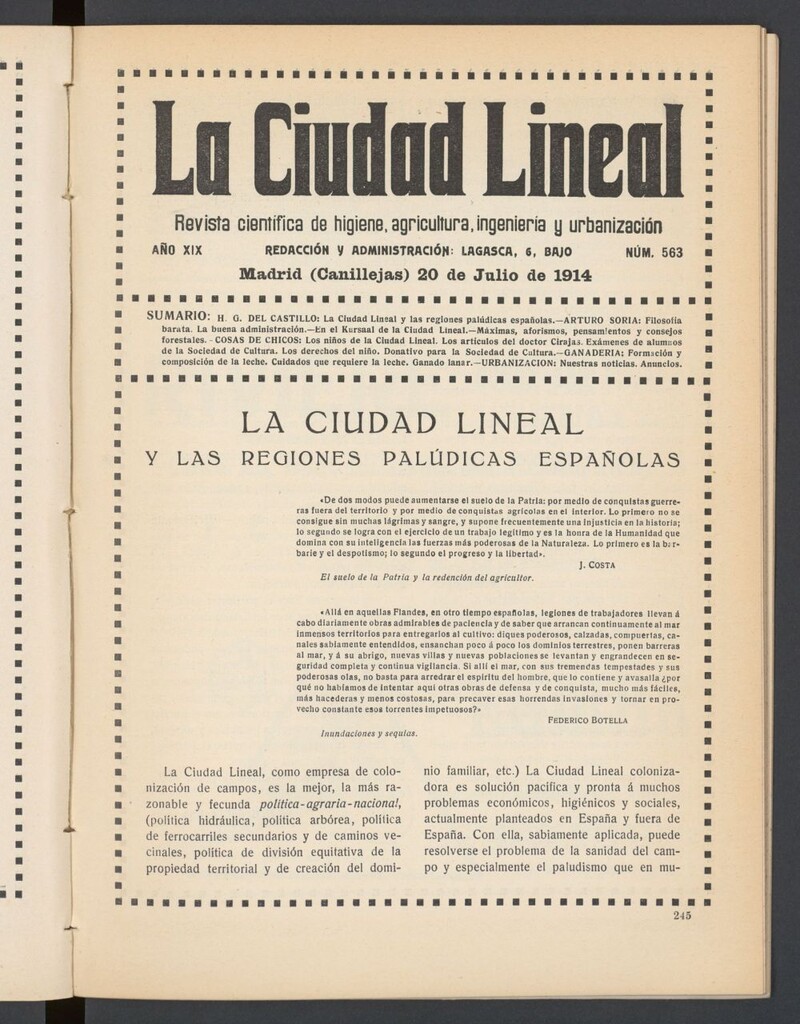 La Ciudad Lineal
Revista científica de higiene, agricultura, ingeniería y urbanización
AÑO XIX REDACCIÓN Y ADMINISTRACIÓN: LAGASCA, 6, BAJO NÚM. 563
Madrid (Canillejas) 20 de Julio de 1914
SUMARIO: H. G. DEL CASTILLO: La Ciudad Lineal y las regiones palúdicas españolas.—ARTURO SORIA: Filosofía
barata. La buena administración.—En el Kursaal de la Ciudad Lineal.—Máximas, aforismos, pensamientos y consejos
forestales. - COSAS DE CHICOS: Los niños de la Ciudad Lineal. Los artículos del doctor Cirajas. Exámenes de alumnos
de la Sociedad de Cultura. Los derechos del niño. Donativo para la Sociedad de Cultura.—GANADERIA: Formación y
composición de la leche. Cuidados que requiere la leche. Ganado lanar.—URBANIZACION: Nuestras noticias. Anuncios.
LA CIUDAD LINEAL
Y LAS REGIONES PALÚDICAS ESPAÑOLAS
«De dos modos puede aumentarse el suelo de la Patria: por medio de conquistas guerre-
ras fuera del territorio y por medio de conquistas agrícolas en el interior. Lo primero no se
consigue sin muchas lágrimas y sangre, y supone frecuentemente una injusticia en la historia;
lo segundo se logra con el ejercicio de un trabajo legítimo y es la honra de la Humanidad que
domina con su inteligencia las fuerzas más poderosas de la Naturaleza. Lo primero es la bar-
barie y el despotismo; lo segundo el progreso y la libertad».
J. COSTA
El suelo de la Patria y la redención del agricultor.
«Allá en aquellas Flandes, en otro tiempo españolas, legiones de trabajadores llevan á
cabo diariamente obras admirables de paciencia y de saber que arrancan continuamente al mar
inmensos territorios para entregarlos al cultivo: diques poderosos, calzadas, compuertas, ca-
nales sabiamente entendidos, ensanchan poco á poco los dominios terrestres, ponen barreras
al mar, y á su abrigo, nuevas villas y nuevas poblaciones se levantan y engrandecen en se-
guridad completa y continua vigilancia. Si allí el mar, con sus tremendas tempestades y sus
poderosas olas, no basta para arredrar el espíritu del hombre, que lo contiene y avasalla ¿por
qué no habíamos de intentar aquí otras obras de defensa y de conquista, mucho más fáciles,
más hacederas y menos costosas, para precaver esas horrendas invasiones y tornar en pro-
vecho constante esos torrentes impetuosos?»
FEDERICO BOTELLA
Inundaciones y sequías.
La Ciudad Lineal, como empresa de colo-
nización de campos, es la mejor, la más ra-
zonable y fecunda política-agraria-nacional,
(política hidráulica, política arbórea, política
de ferrocarriles secundarios y de caminos ve-
cinales, política de división equitativa de la
propiedad territorial y de creación del domi-
nio familiar, etc.) La Ciudad Lineal coloniza-
dora es solución pacífica y pronta á muchos
problemas económicos, higiénicos y sociales,
actualmente planteados en España y fuera de
España. Con ella, sabiamente aplicada, puede
resolverse el problema de la sanidad del cam-
po y especialmente el paludismo que en mu-
245